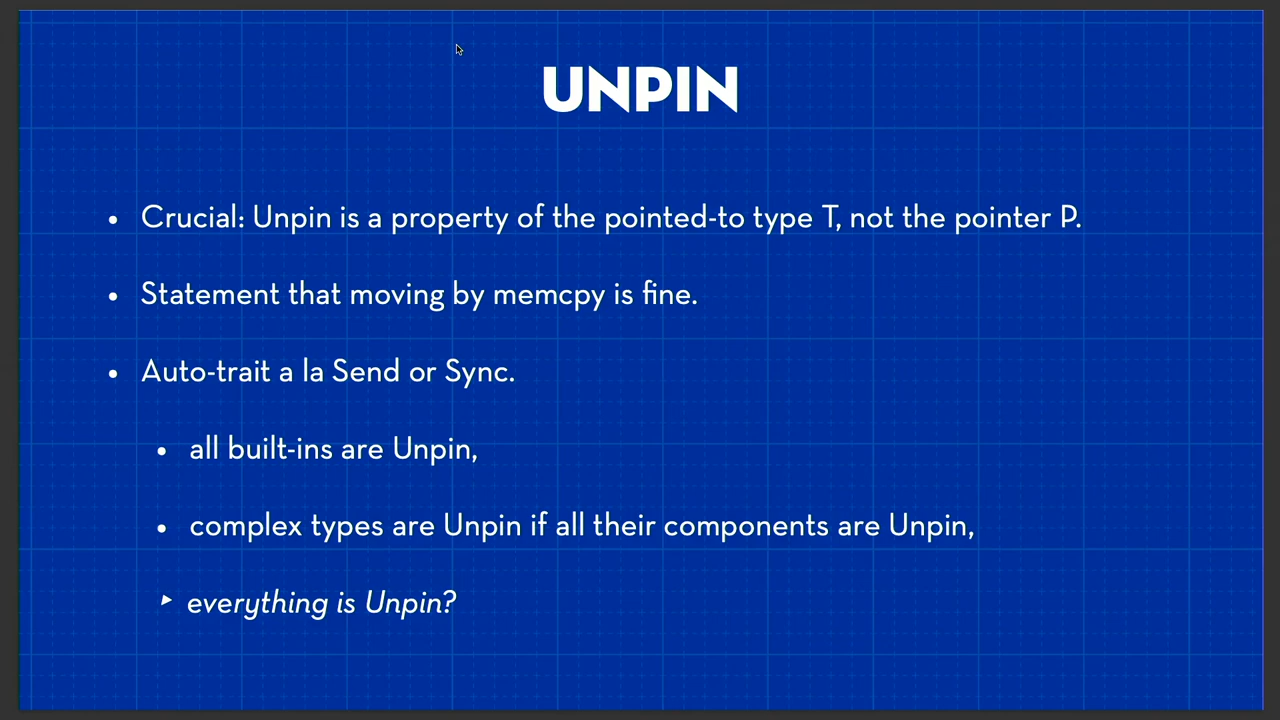 UNPIN
• Crucial: Unpin is a property of the pointed-to type T, not the pointer P.
• Statement that moving by memcpy is fine.
• Auto-trait a la Send or Sync.
• all built-ins are Unpin,
• complex types are Unpin if all their components are Unpin,
‣ everything is Unpin?